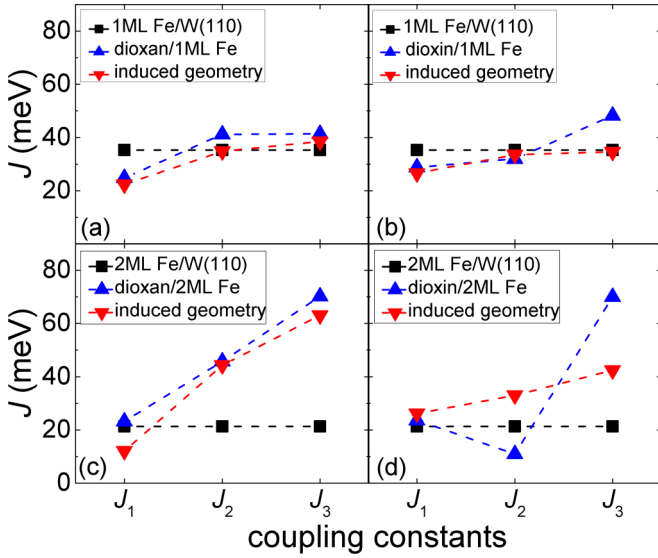 1ML Fe/W(110)
dioxan/1ML Fe
induced geometry
1ML Fe/W(110)
dioxin/1ML Fe
induced geometry
80
60
40
20
J (meV)
(a)
(b)
2ML Fe/W(110)
dioxan/2ML Fe
induced geometry
2ML Fe/W(110)
dioxin/2ML Fe
induced geometry
80
60
40
20
0
J (meV)
(c)
(d)
J₁
J₂
J₃
J₁
J₂
J₃
coupling constants